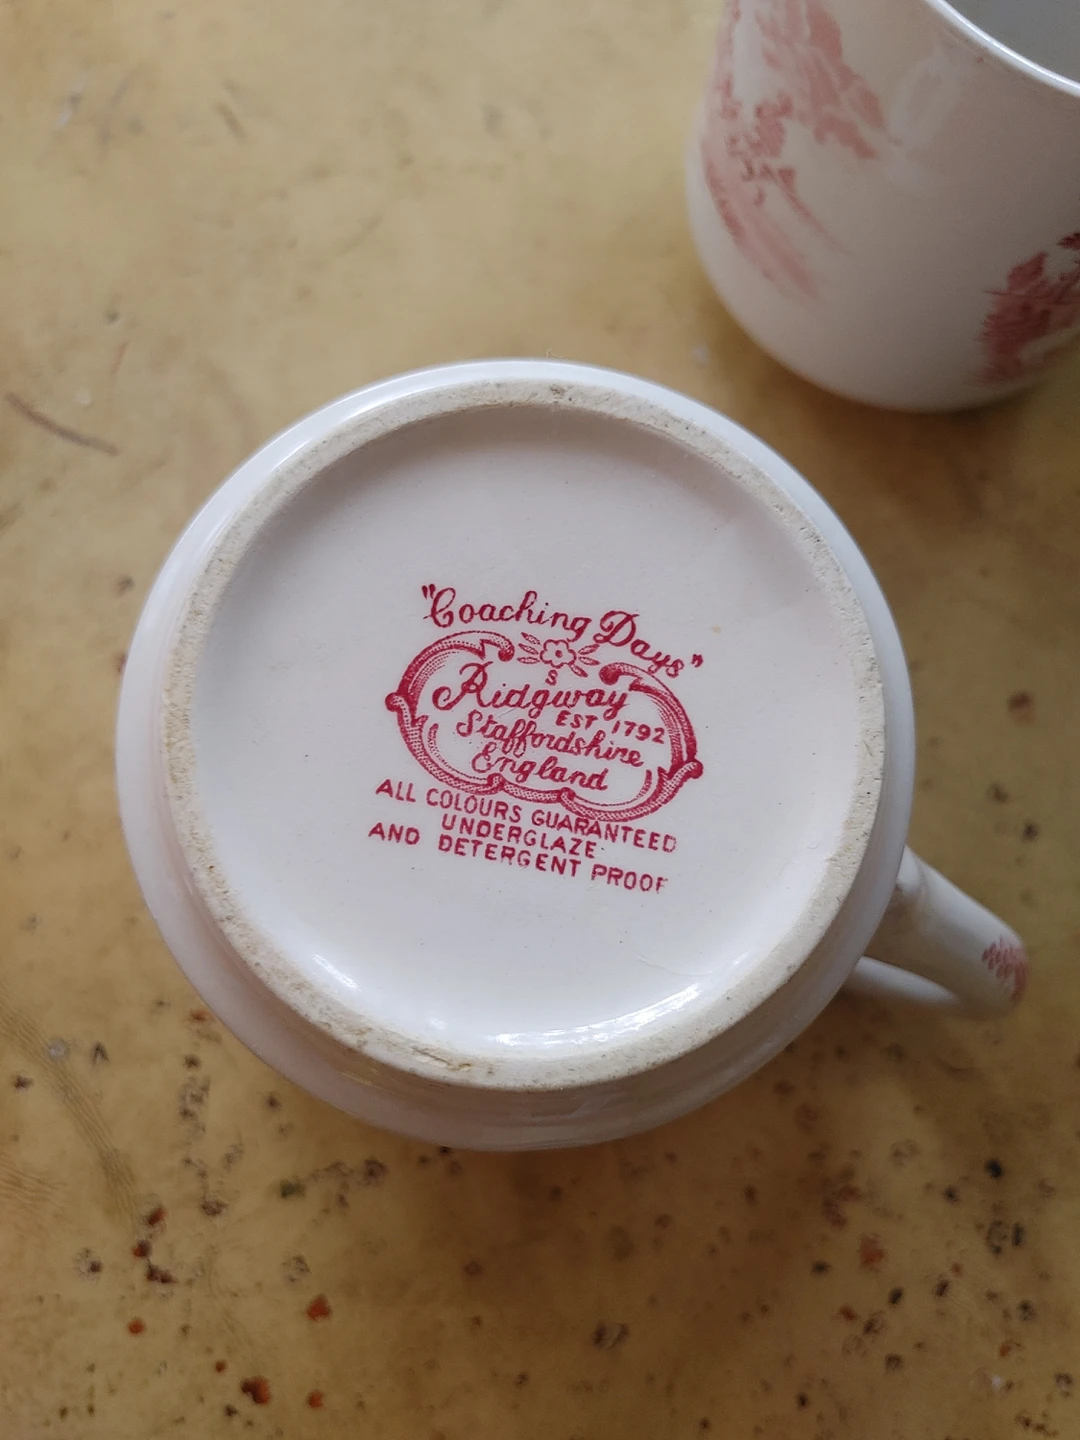 "Coaching Days"
S
Ridgway
EST 1792
Staffordshire
England
ALL COLOURS GUARANTEED
UNDERGLAZE
AND DETERGENT PROOF